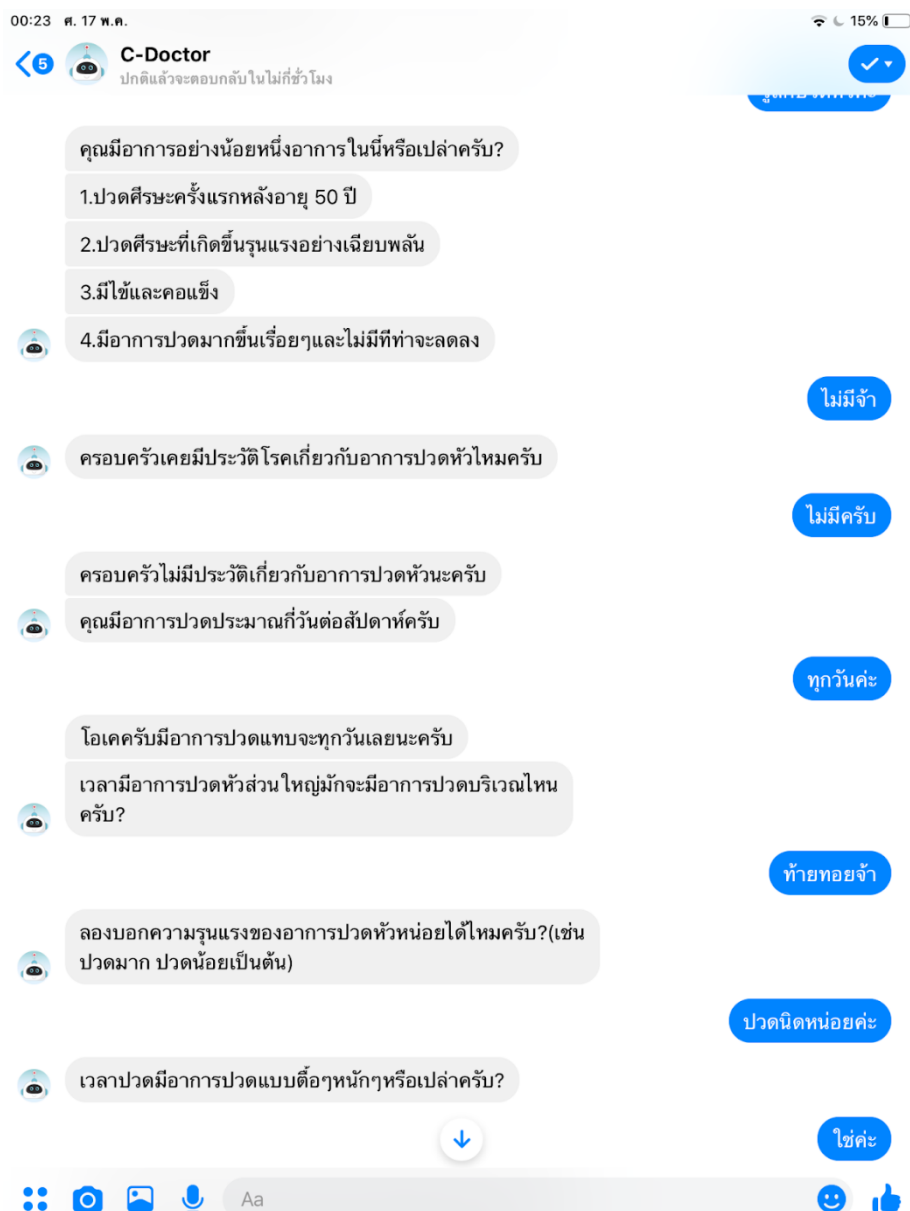 00:23 ศ. 17 พ.ค.
15%
5
C-Doctor
ปกติแล้วจะตอบกลับในไม่กี่ชั่วโมง
คุณมีอาการอย่างน้อยหนึ่งอาการในนี้หรือเปล่าครับ?
1.ปวดศีรษะครั้งแรกหลังอายุ 50 ปี
2.ปวดศีรษะที่เกิดขึ้นรุนแรงอย่างเฉียบพลัน
3.มีไข้และคอแข็ง
4.มีอาการปวดมากขึ้นเรื่อยๆและไม่มีทีท่าจะลดลง
ไม่มีจ้า
ครอบครัวเคยมีประวัติโรคเกี่ยวกับอาการปวดหัวไหมครับ
ไม่มีครับ
ครอบครัวไม่มีประวัติเกี่ยวกับอาการปวดหัวนะครับ
คุณมีอาการปวดประมาณกี่วันต่อสัปดาห์ครับ
ทุกวันค่ะ
โอเคครับมีอาการปวดแทบจะทุกวันเลยนะครับ
เวลามีอาการปวดหัวส่วนใหญ่มักจะมีอาการปวดบริเวณไหน
ครับ?
ท้ายทอยจ้า
ลองบอกความรุนแรงของอาการปวดหัวหน่อยได้ไหมครับ?(เช่น
ปวดมาก ปวดน้อยเป็นต้น)
ปวดนิดหน่อยค่ะ
เวลาปวดมีอาการปวดแบบตื้อๆหนักๆหรือเปล่าครับ?
ใช่ค่ะ
Aa